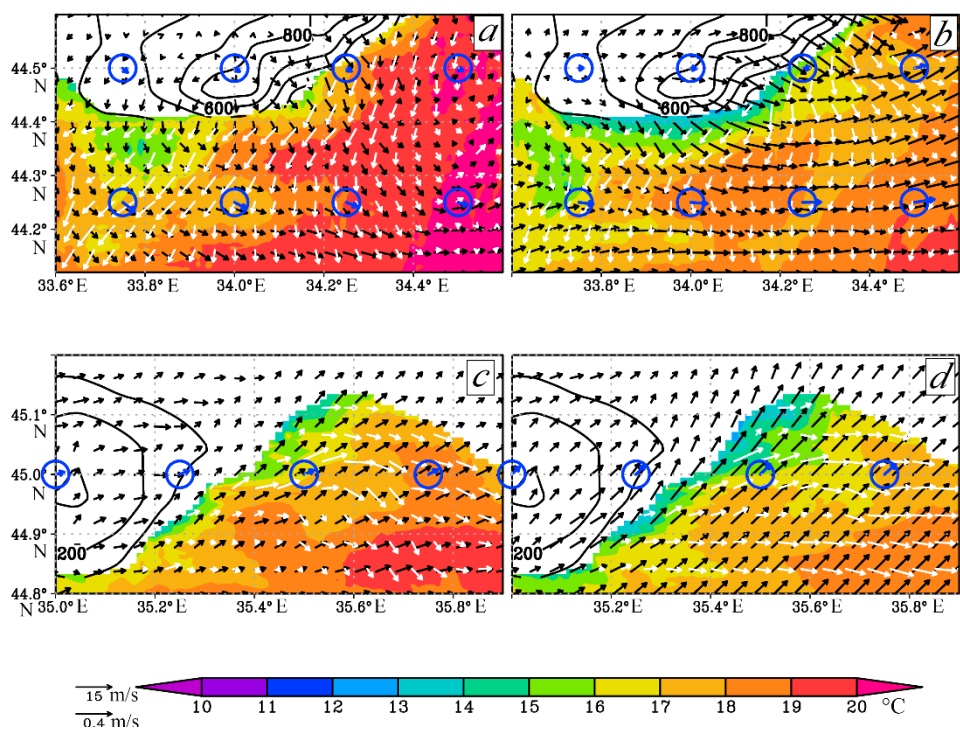 800 a 800 b
44.5°
N
600 600
44.4°
N
44.3°
N
44.2°
N
33.6° E 33.8° E 34.0° E 34.2° E 34.4° E 33.8° E 34.0° E 34.2° E 34.4° E
c d
45.1°
N
45.0°
N
44.9°
N
200 200
44.8°
N
35.0° E 35.2° E 35.4° E 35.6° E 35.8° E 35.2° E 35.4° E 35.6° E 35.8° E
15 m/s
10 11 12 13 14 15 16 17 18 19 20 °C
0.4 m/s